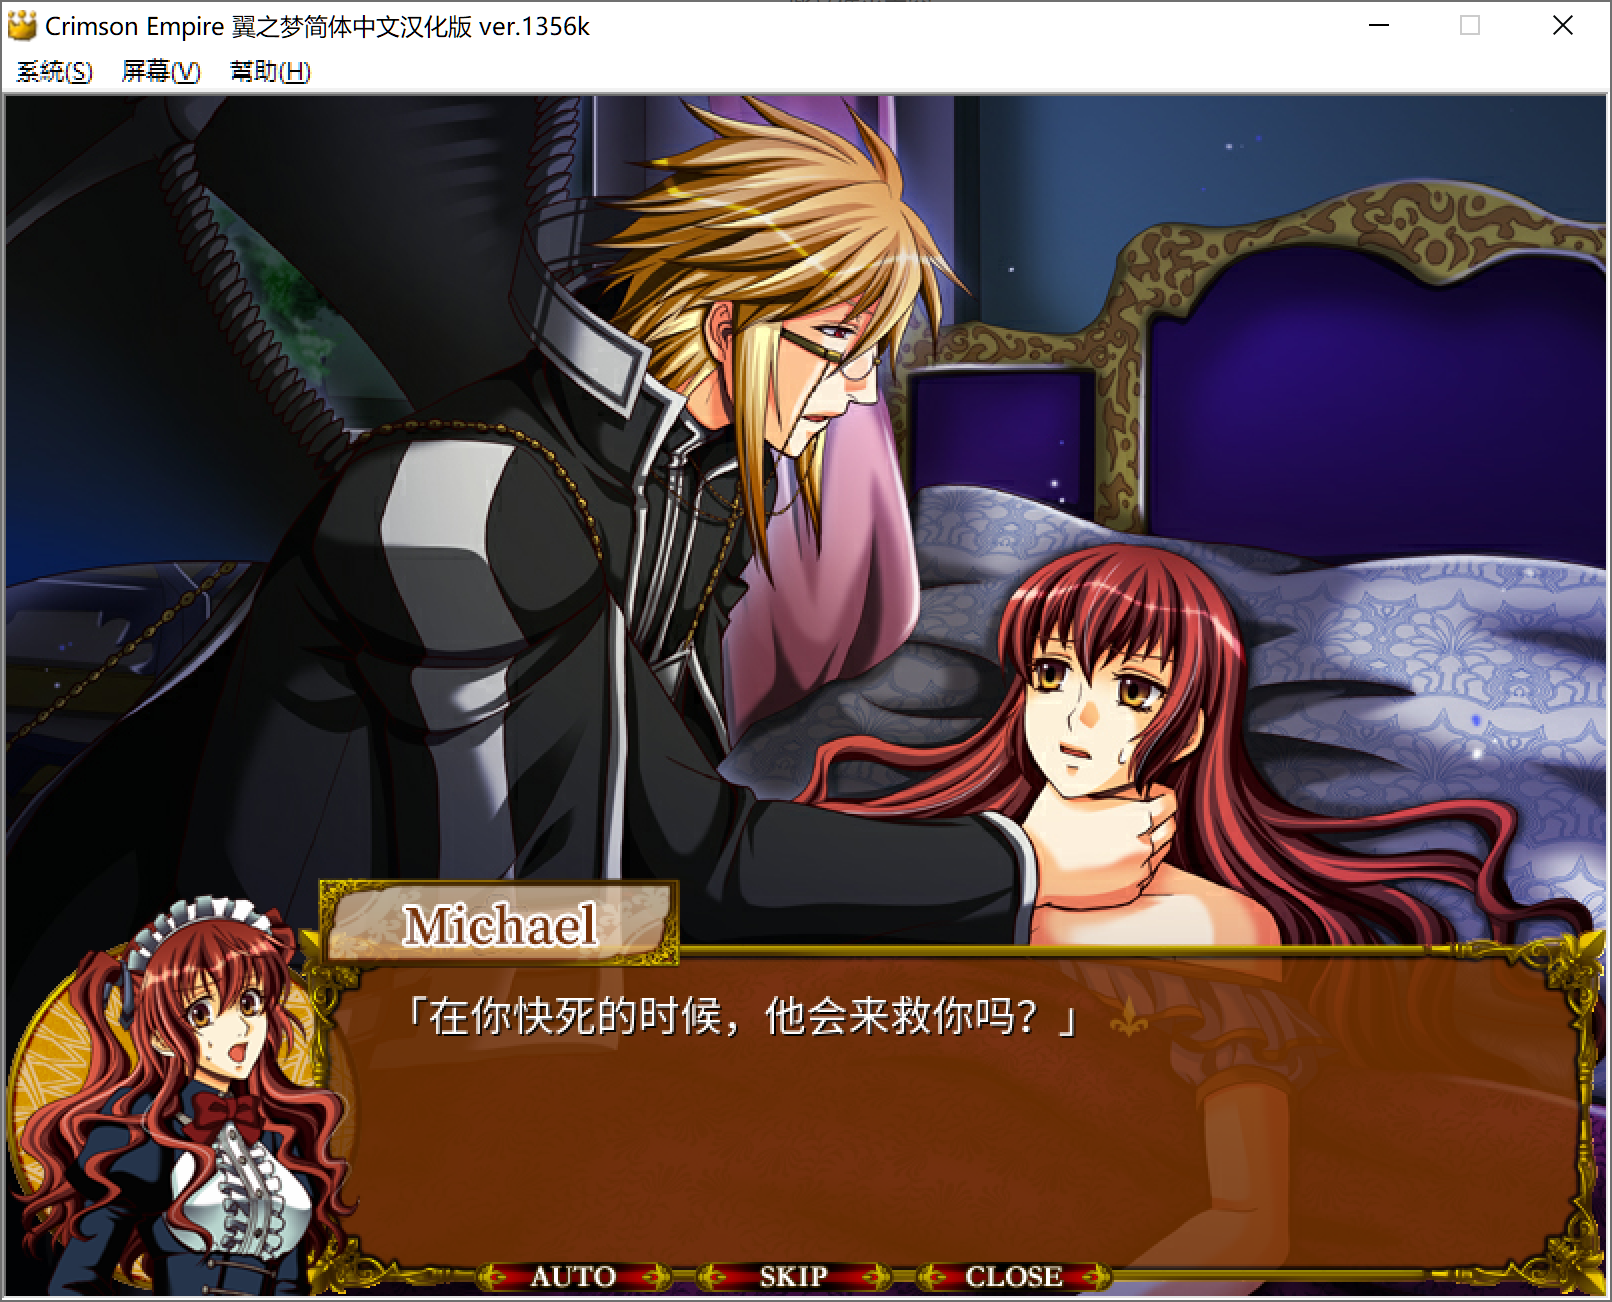 Crimson Empire 翼之梦简体中文汉化版 ver.1356k
系統(S) 屏幕(V) 幫助(H)
Michael
「在你快死的时候，他会来救你吗？」
AUTO SKIP CLOSE